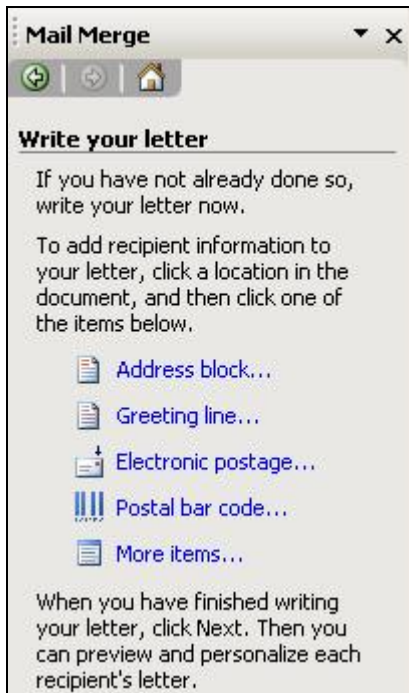 Mail Merge
Write your letter
If you have not already done so,
write your letter now.
To add recipient information to
your letter, click a location in the
document, and then click one of
the items below.
Address block...
Greeting line...
Electronic postage...
Postal bar code...
More items...
When you have finished writing
your letter, click Next. Then you
can preview and personalize each
recipient's letter.